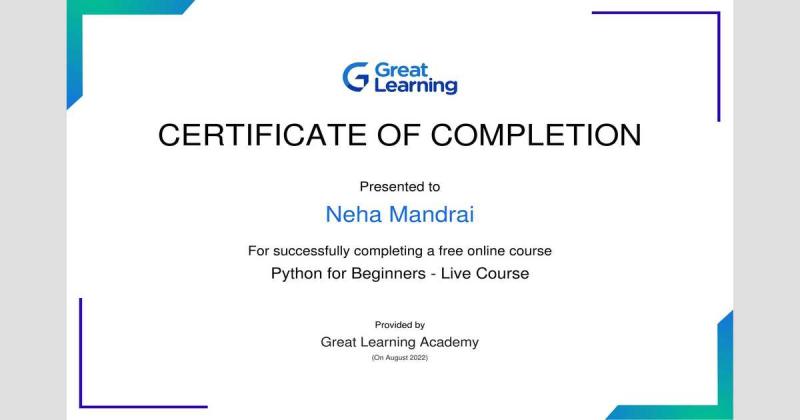 Great
Learning
CERTIFICATE OF COMPLETION
Presented to
Neha Mandrai
For successfully completing a free online course
Python for Beginners - Live Course
Provided by
Great Learning Academy
(On August 2022)